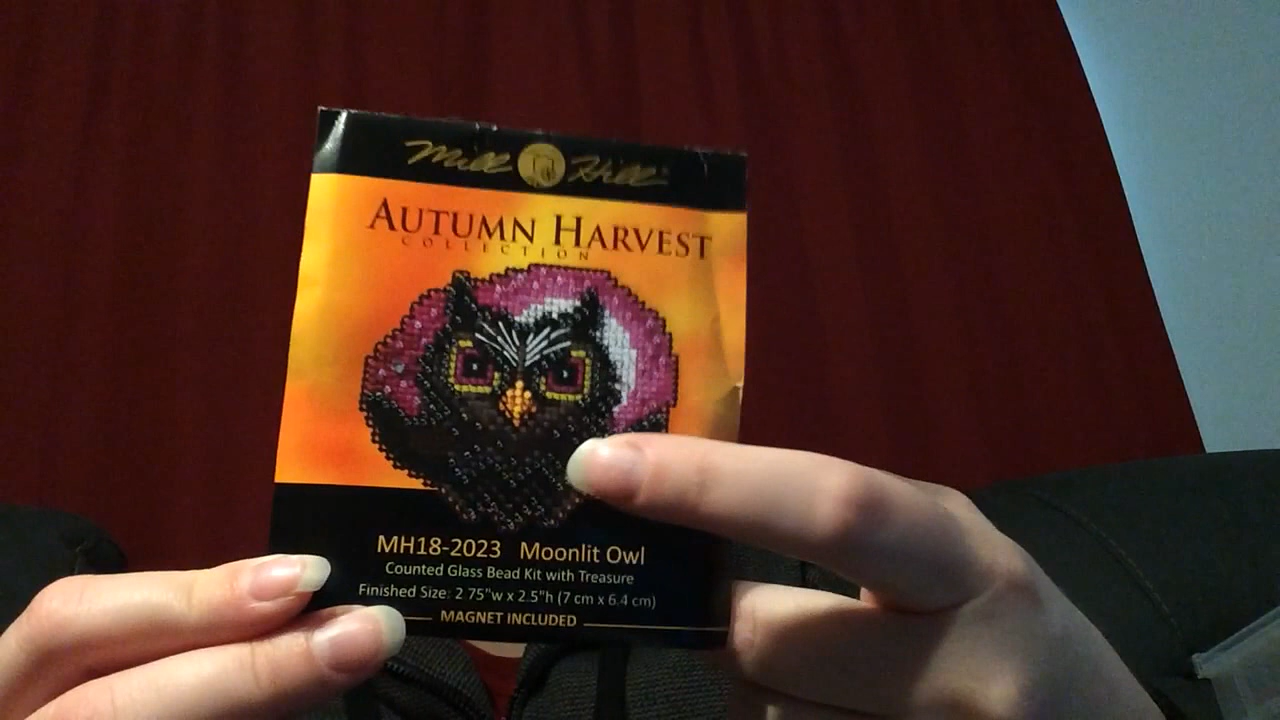 Mill Hill
AUTUMN HARVEST
COLLECTION
MH18-2023 Moonlit Owl
Counted Glass Bead Kit with Treasure
Finished Size: 2 75"w x 2.5"h (7 cm x 6.4 cm)
MAGNET INCLUDED